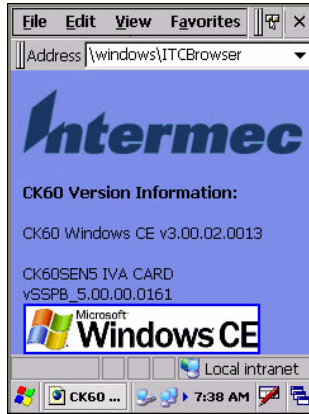 File Edit View Favorites
Address \windows\ITCBrowser
Intermec
CK60 Version Information:
CK60 Windows CE v3.00.02.0013
CK60SEN5 IVA CARD
vSSPB_5.00.00.0161
Microsoft
Windows CE
Local intranet
CK60 ... 7:38 AM